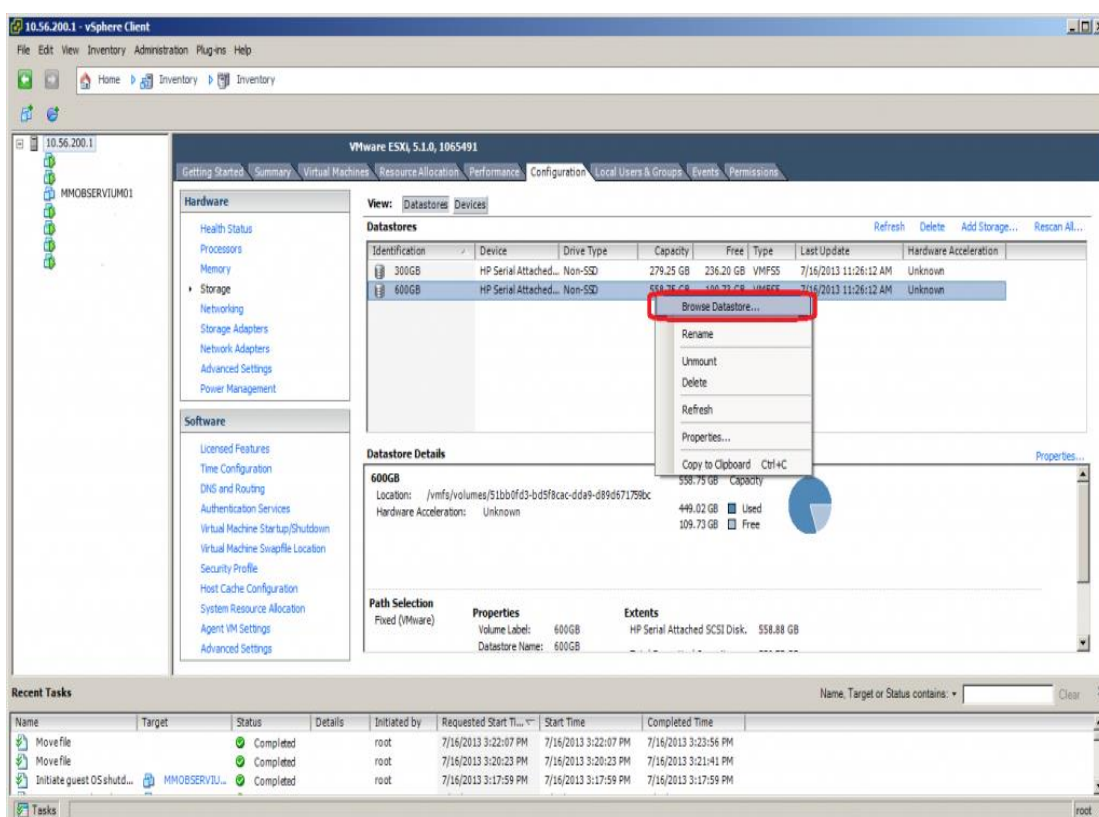 10.56.200.1 - vSphere Client
File Edit View Inventory Administration Plug-ins Help
Home Inventory Inventory
10.56.200.1
MMOBSERVIUM01
VMware ESXi, 5.1.0, 1065491
Getting Started Summary Virtual Machines Resource Allocation Performance Configuration Local Users & Groups Events Permissions
Hardware
Health Status
Processors
Memory
Storage
Networking
Storage Adapters
Network Adapters
Advanced Settings
Power Management
Software
Licensed Features
Time Configuration
DNS and Routing
Authentication Services
Virtual Machine Startup/Shutdown
Virtual Machine Swapfile Location
Security Profile
Host Cache Configuration
System Resource Allocation
Agent VM Settings
Advanced Settings
View: Datastores Devices
Datastores Refresh Delete Add Storage... Rescan All...
Identification Device Drive Type Capacity Free Type Last Update Hardware Acceleration
300GB HP Serial Attached... Non-SSD 279.25 GB 236.20 GB VMFS5 7/16/2013 11:26:12 AM Unknown
600GB HP Serial Attached... Non-SSD 558.75 GB 109.73 GB VMFS5 7/16/2013 11:26:12 AM Unknown
Browse Datastore...
Rename
Unmount
Delete
Refresh
Properties...
Copy to Clipboard Ctrl+C
Datastore Details Properties...
600GB
558.75 GB Capacity
Location: /vmfs/volumes/51bb0fd3-bd5f8cac-dda9-d89d671759bc
Hardware Acceleration: Unknown
449.02 GB Used
109.73 GB Free
Path Selection
Fixed (VMware)
Properties
Volume Label: 600GB
Datastore Name: 600GB
Extents
HP Serial Attached SCSI Disk. 558.88 GB
Recent Tasks Name, Target or Status contains: Clear
Name Target Status Details Initiated by Requested Start Ti... Start Time Completed Time
Move file Completed root 7/16/2013 3:22:07 PM 7/16/2013 3:22:07 PM 7/16/2013 3:23:56 PM
Move file Completed root 7/16/2013 3:20:23 PM 7/16/2013 3:20:23 PM 7/16/2013 3:21:41 PM
Initiate guest OS shutd... MMOBSERVIU... Completed root 7/16/2013 3:17:59 PM 7/16/2013 3:17:59 PM 7/16/2013 3:17:59 PM
Tasks root